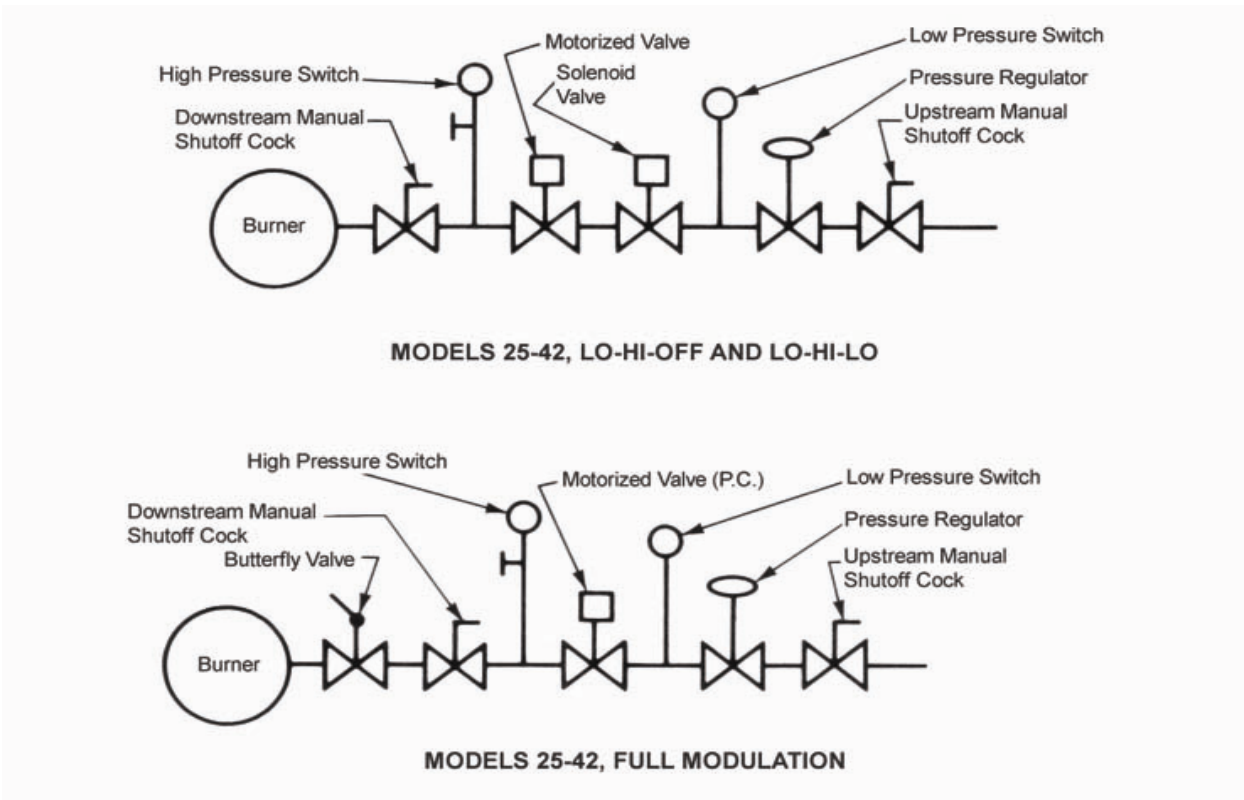 Motorized Valve
Low Pressure Switch
High Pressure Switch
Solenoid
Valve
Pressure Regulator
Downstream Manual
Shutoff Cock
Upstream Manual
Shutoff Cock
Burner
MODELS 25-42, LO-HI-OFF AND LO-HI-LO
High Pressure Switch
Motorized Valve (P.C.)
Low Pressure Switch
Downstream Manual
Shutoff Cock
Pressure Regulator
Butterfly Valve
Upstream Manual
Shutoff Cock
Burner
MODELS 25-42, FULL MODULATION